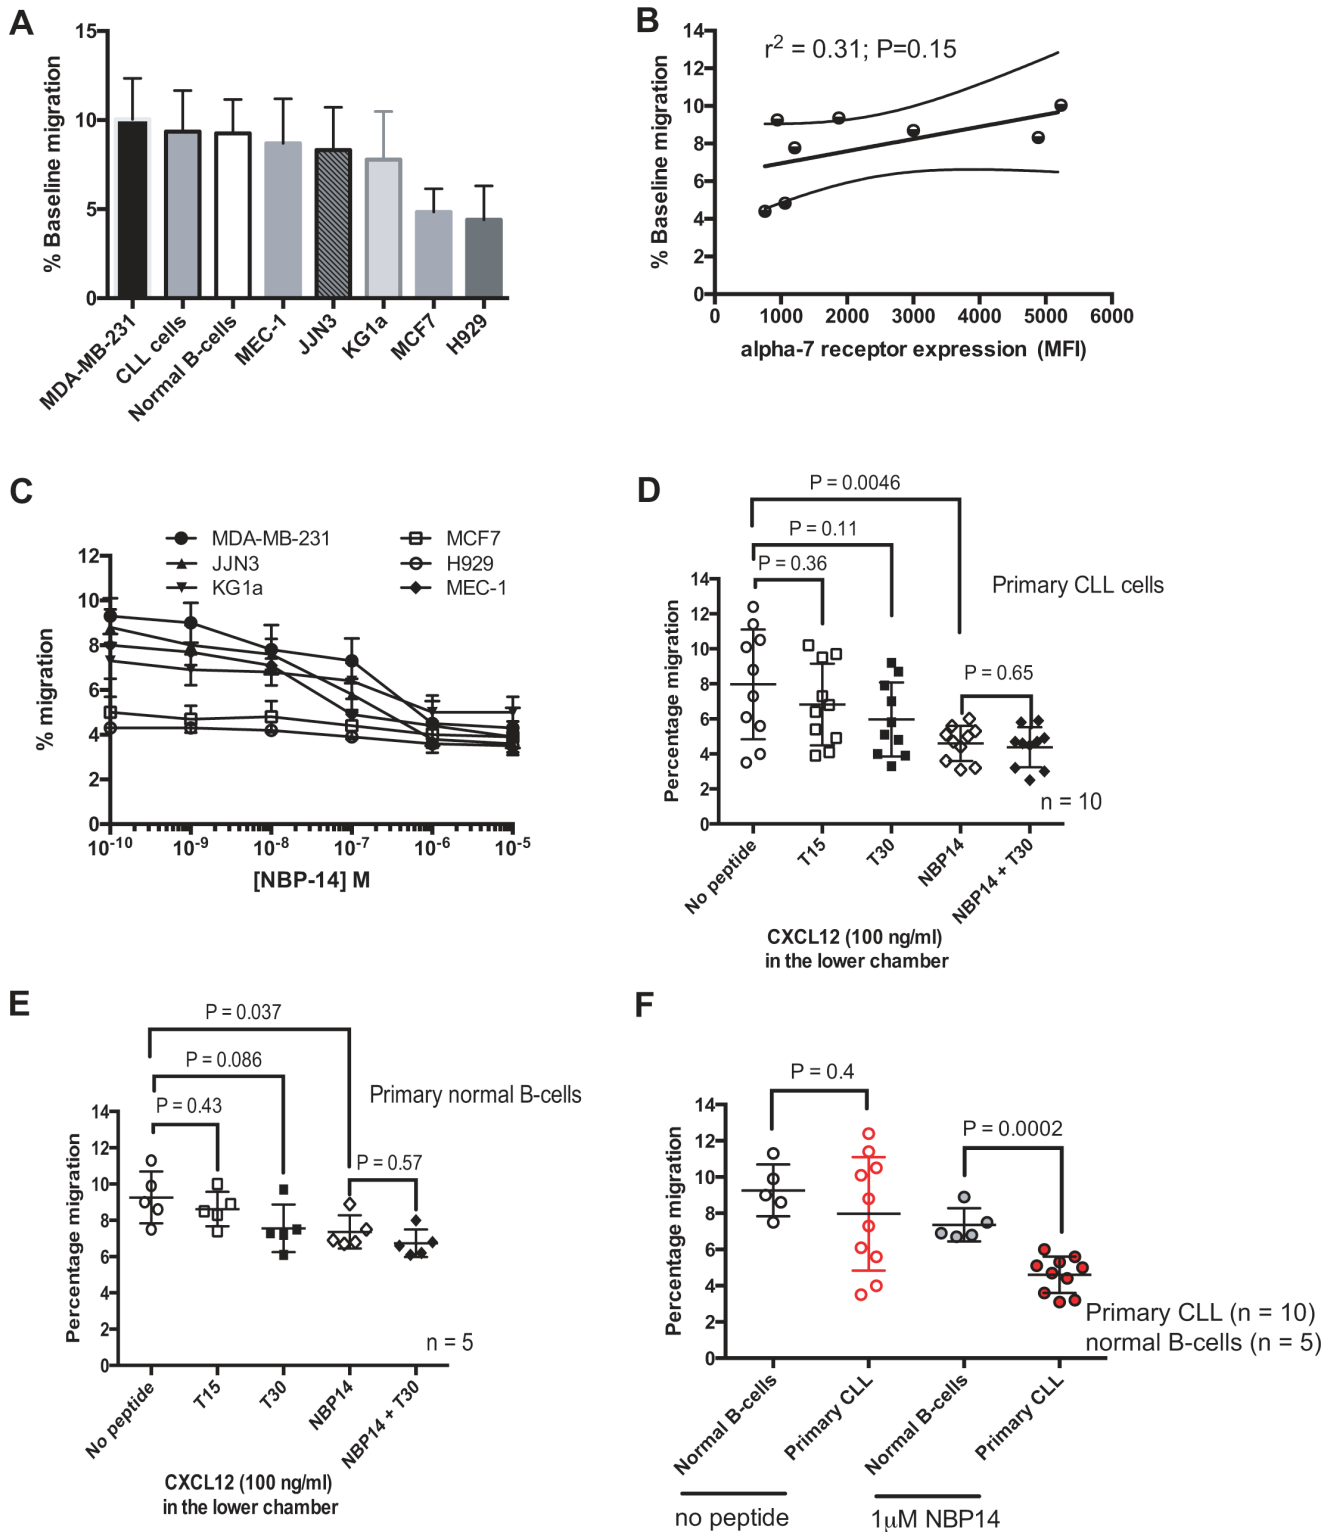 A
% Baseline migration
15
10
5
0
MDA-MB-231
CLL cells
Normal B-cells
MEC-1
JJN3
KG1a
MCF7
H929
B
% Baseline migration
14
12
10
8
6
4
2
0
r² = 0.31; P=0.15
0 1000 2000 3000 4000 5000 6000
alpha-7 receptor expression (MFI)
C
MDA-MB-231 MCF7
JJN3 H929
KG1a MEC-1
% migration
12
10
8
6
4
2
0
10⁻¹⁰ 10⁻⁹ 10⁻⁸ 10⁻⁷ 10⁻⁶ 10⁻⁵
[NBP-14] M
D
P = 0.0046
P = 0.11
P = 0.36
Primary CLL cells
P = 0.65
Percentage migration
14
12
10
8
6
4
2
0
n = 10
No peptide
T15
T30
NBP14
NBP14 + T30
CXCL12 (100 ng/ml)
in the lower chamber
E
P = 0.037
P = 0.086
P = 0.43
Primary normal B-cells
P = 0.57
Percentage migration
14
12
10
8
6
4
2
0
n = 5
No peptide
T15
T30
NBP14
NBP14 + T30
CXCL12 (100 ng/ml)
in the lower chamber
F
P = 0.4
P = 0.0002
Percentage migration
14
12
10
8
6
4
2
0
Primary CLL (n = 10)
normal B-cells (n = 5)
Normal B-cells
Primary CLL
Normal B-cells
Primary CLL
no peptide
1μM NBP14